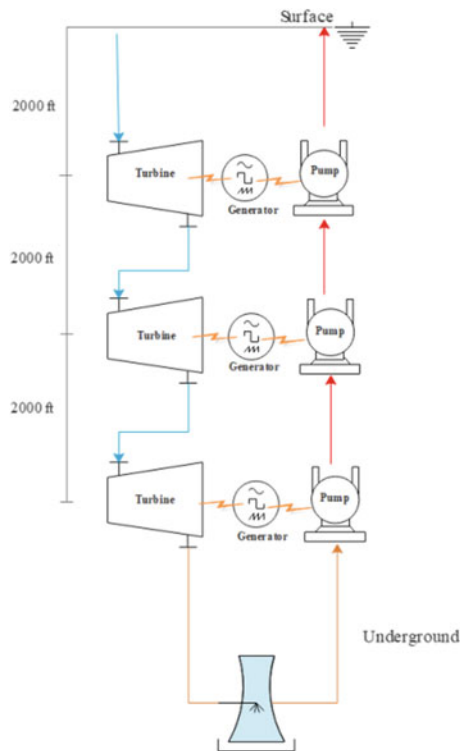 Surface
2000 ft
Turbine
Pump
Generator
2000 ft
Turbine
Pump
Generator
2000 ft
Turbine
Pump
Generator
Underground